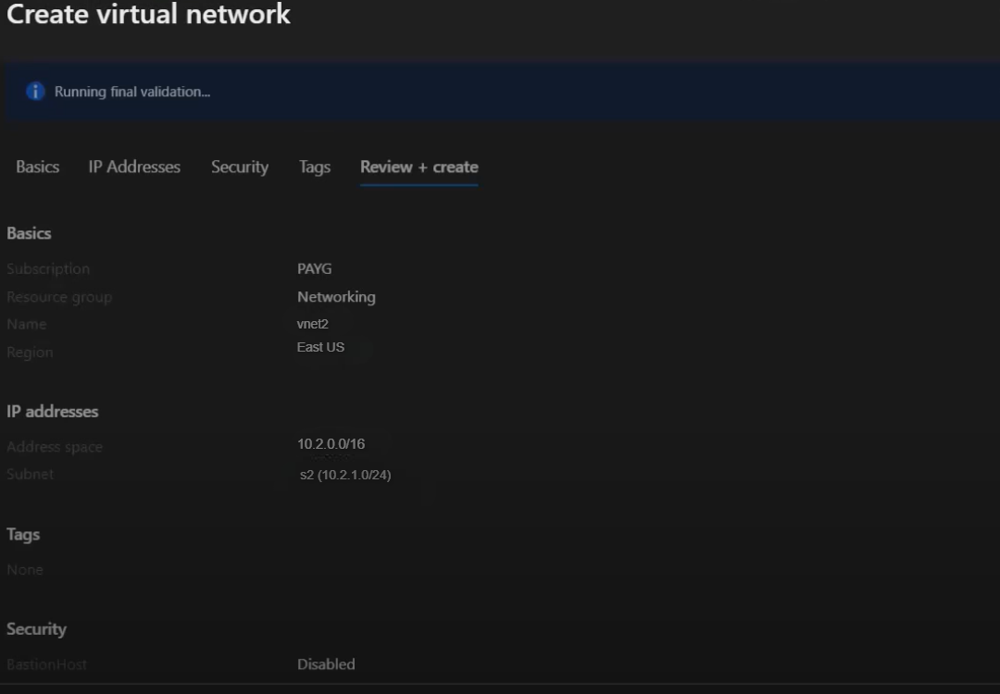 Create virtual network
Running final validation...
Basics IP Addresses Security Tags Review + create
Basics
Subscription PAYG
Resource group Networking
Name vnet2
Region East US
IP addresses
Address space 10.2.0.0/16
Subnet s2 (10.2.1.0/24)
Tags
None
Security
BastionHost Disabled